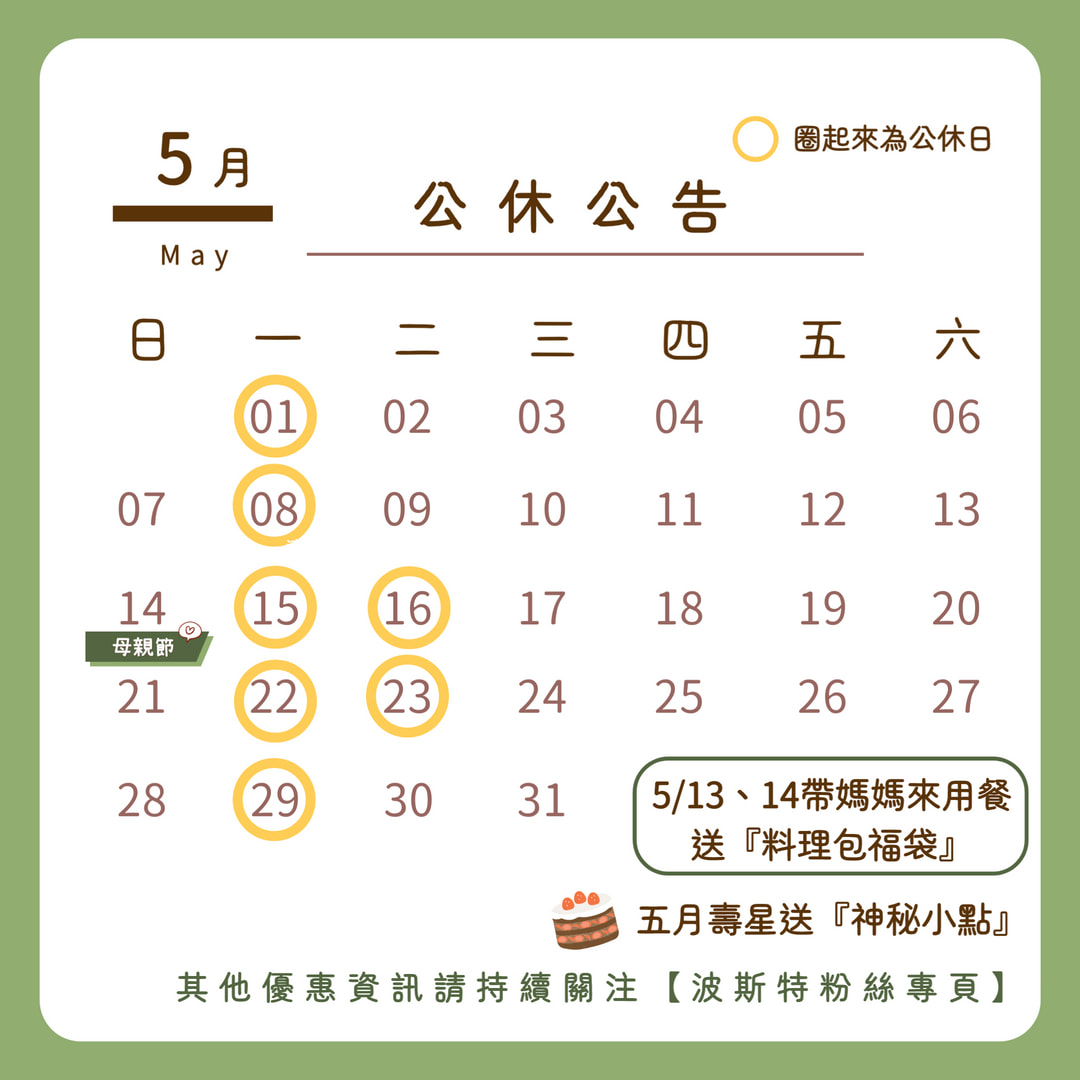 圈起來為公休日
5月
公休公告
May
日 一 二 三 四 五 六
01 02 03 04 05 06
07 08 09 10 11 12 13
14 15 16 17 18 19 20
母親節
21 22 23 24 25 26 27
28 29 30 31
5/13、14帶媽媽來用餐
送『料理包福袋』
五月壽星送『神秘小點』
其他優惠資訊請持續關注【波斯特粉絲專頁】